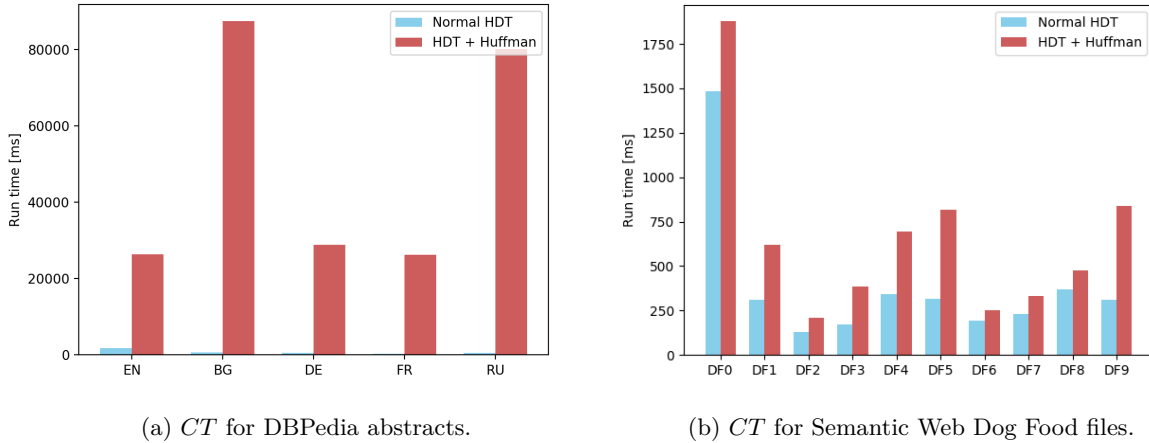 Normal HDT
HDT + Huffman
Run time [ms]
80000
60000
40000
20000
0
EN BG DE FR RU
(a) CT for DBPedia abstracts.
Normal HDT
HDT + Huffman
Run time [ms]
1750
1500
1250
1000
750
500
250
0
DF0 DF1 DF2 DF3 DF4 DF5 DF6 DF7 DF8 DF9
(b) CT for Semantic Web Dog Food files.